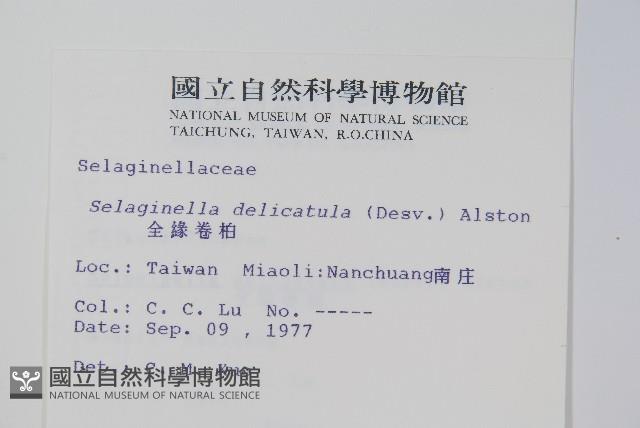 國立自然科學博物館
NATIONAL MUSEUM OF NATURAL SCIENCE
TAICHUNG, TAIWAN, R.O.CHINA
Selaginellaceae
Selaginella delicatula (Desv.) Alston
全緣卷柏
Loc.: Taiwan Miaoli:Nanchuang南庄
Col.: C. C. Lu No. -----
Date: Sep. 09 , 1977
Det.: C. M.
國立自然科學博物館
NATIONAL MUSEUM OF NATURAL SCIENCE